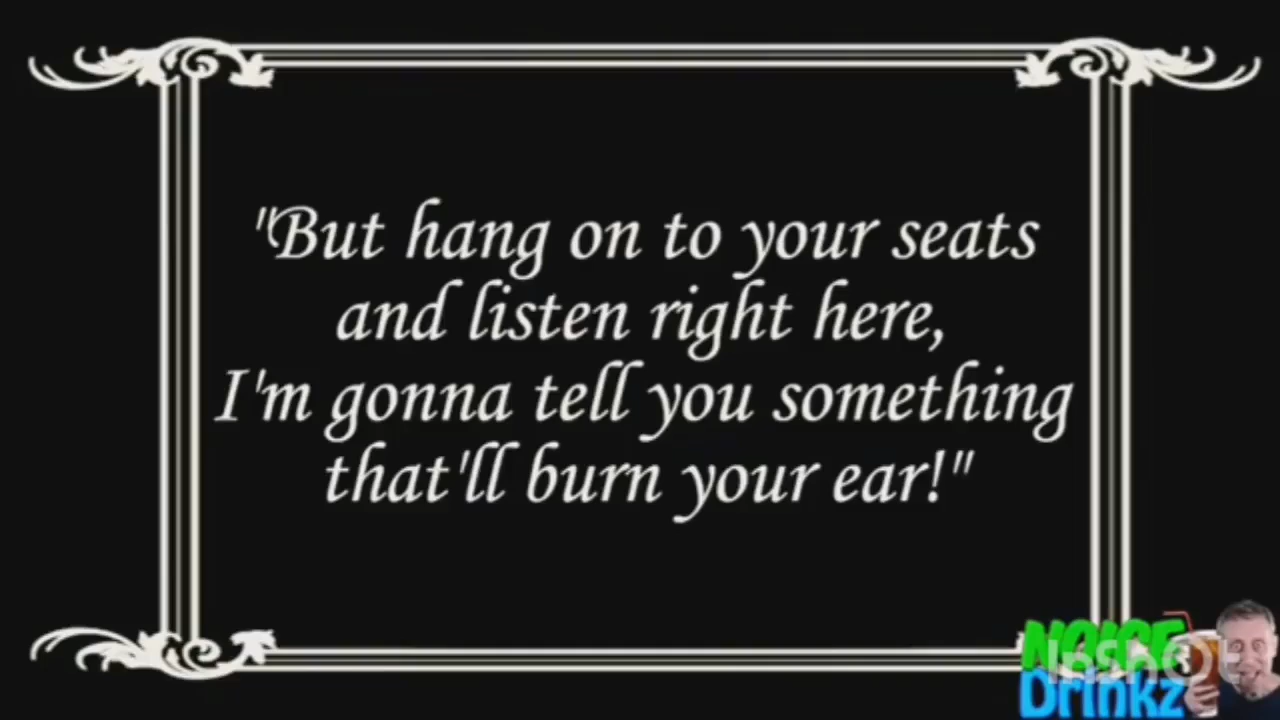 "But hang on to your seats
and listen right here,
I'm gonna tell you something
that'll burn your ear!"
NOICE
InShot
Drinkz